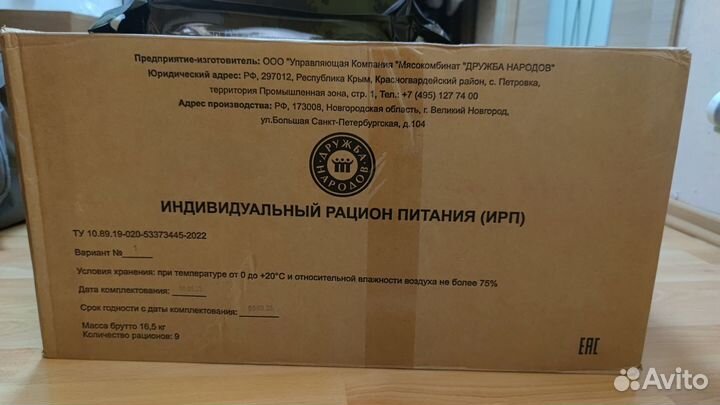 Предприятие-изготовитель: ООО "Управляющая Компания "Мясокомбинат "ДРУЖБА НАРОДОВ"
Юридический адрес: РФ, 297012, Республика Крым, Красногвардейский район, с. Петровка,
территория Промышленная зона, стр. 1, Тел.: +7 (495) 127 74 00
Адрес производства: РФ, 173008, Новгородская область, г. Великий Новгород,
ул.Большая Санкт-Петербургская, д.104
ДРУЖБА
НАРОДОВ
ИНДИВИДУАЛЬНЫЙ РАЦИОН ПИТАНИЯ (ИРП)
ТУ 10.89.19-020-53373445-2022
Вариант № 1
Условия хранения: при температуре от 0 до +20°С и относительной влажности воздуха не более 75%
Дата комплектования:
Срок годности с даты комплектования:
Масса брутто 16,5 кг
Количество рационов: 9
EAC
Avito